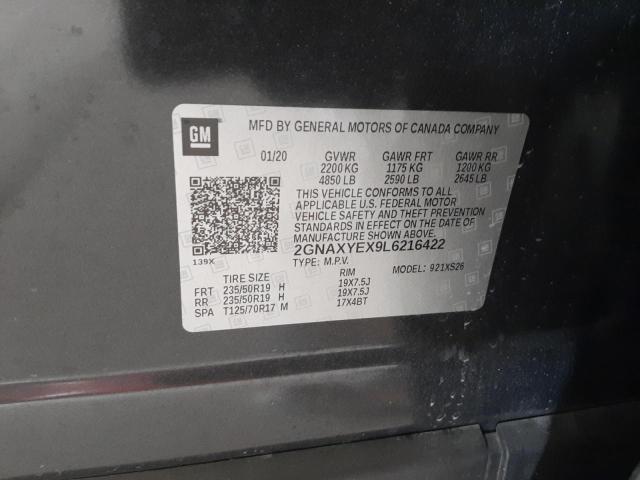 GM
MFD BY GENERAL MOTORS OF CANADA COMPANY
01/20 GVWR GAWR FRT GAWR RR
2200 KG 1175 KG 1200 KG
4850 LB 2590 LB 2645 LB
THIS VEHICLE CONFORMS TO ALL
APPLICABLE U.S. FEDERAL MOTOR
VEHICLE SAFETY AND THEFT PREVENTION
STANDARDS IN EFFECT ON THE DATE OF
MANUFACTURE SHOWN ABOVE.
2GNAXYEX9L6216422
139X TYPE: M.P.V. MODEL: 921XS26
TIRE SIZE RIM
FRT 235/50R19 H 19X7.5J
RR 235/50R19 H 19X7.5J
SPA T125/70R17 M 17X4BT